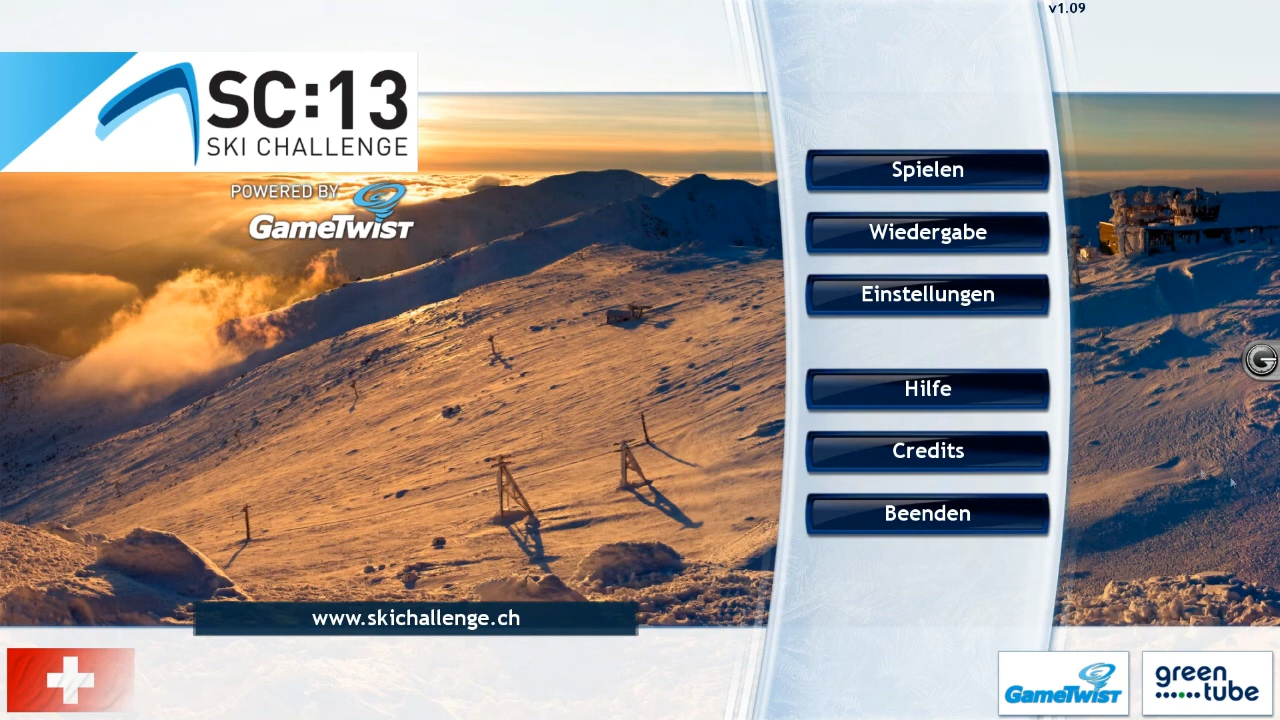 v1.09
SC:13
SKI CHALLENGE
POWERED BY
GameTwist
Spielen
Wiedergabe
Einstellungen
Hilfe
Credits
Beenden
www.skichallenge.ch
GameTwist
green
tube